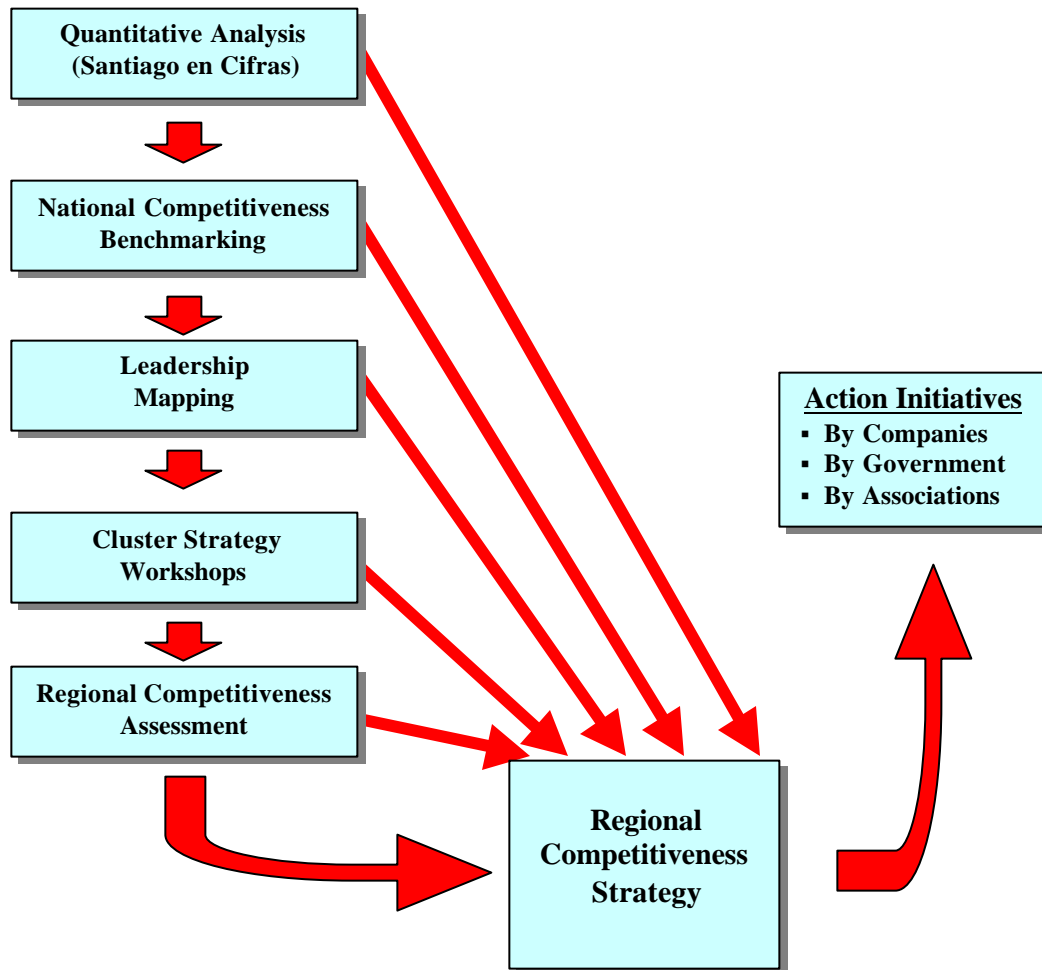 Quantitative Analysis
(Santiago en Cifras)
National Competitiveness
Benchmarking
Leadership
Mapping
Cluster Strategy
Workshops
Regional Competitiveness
Assessment
Regional
Competitiveness
Strategy
Action Initiatives
▪ By Companies
▪ By Government
▪ By Associations